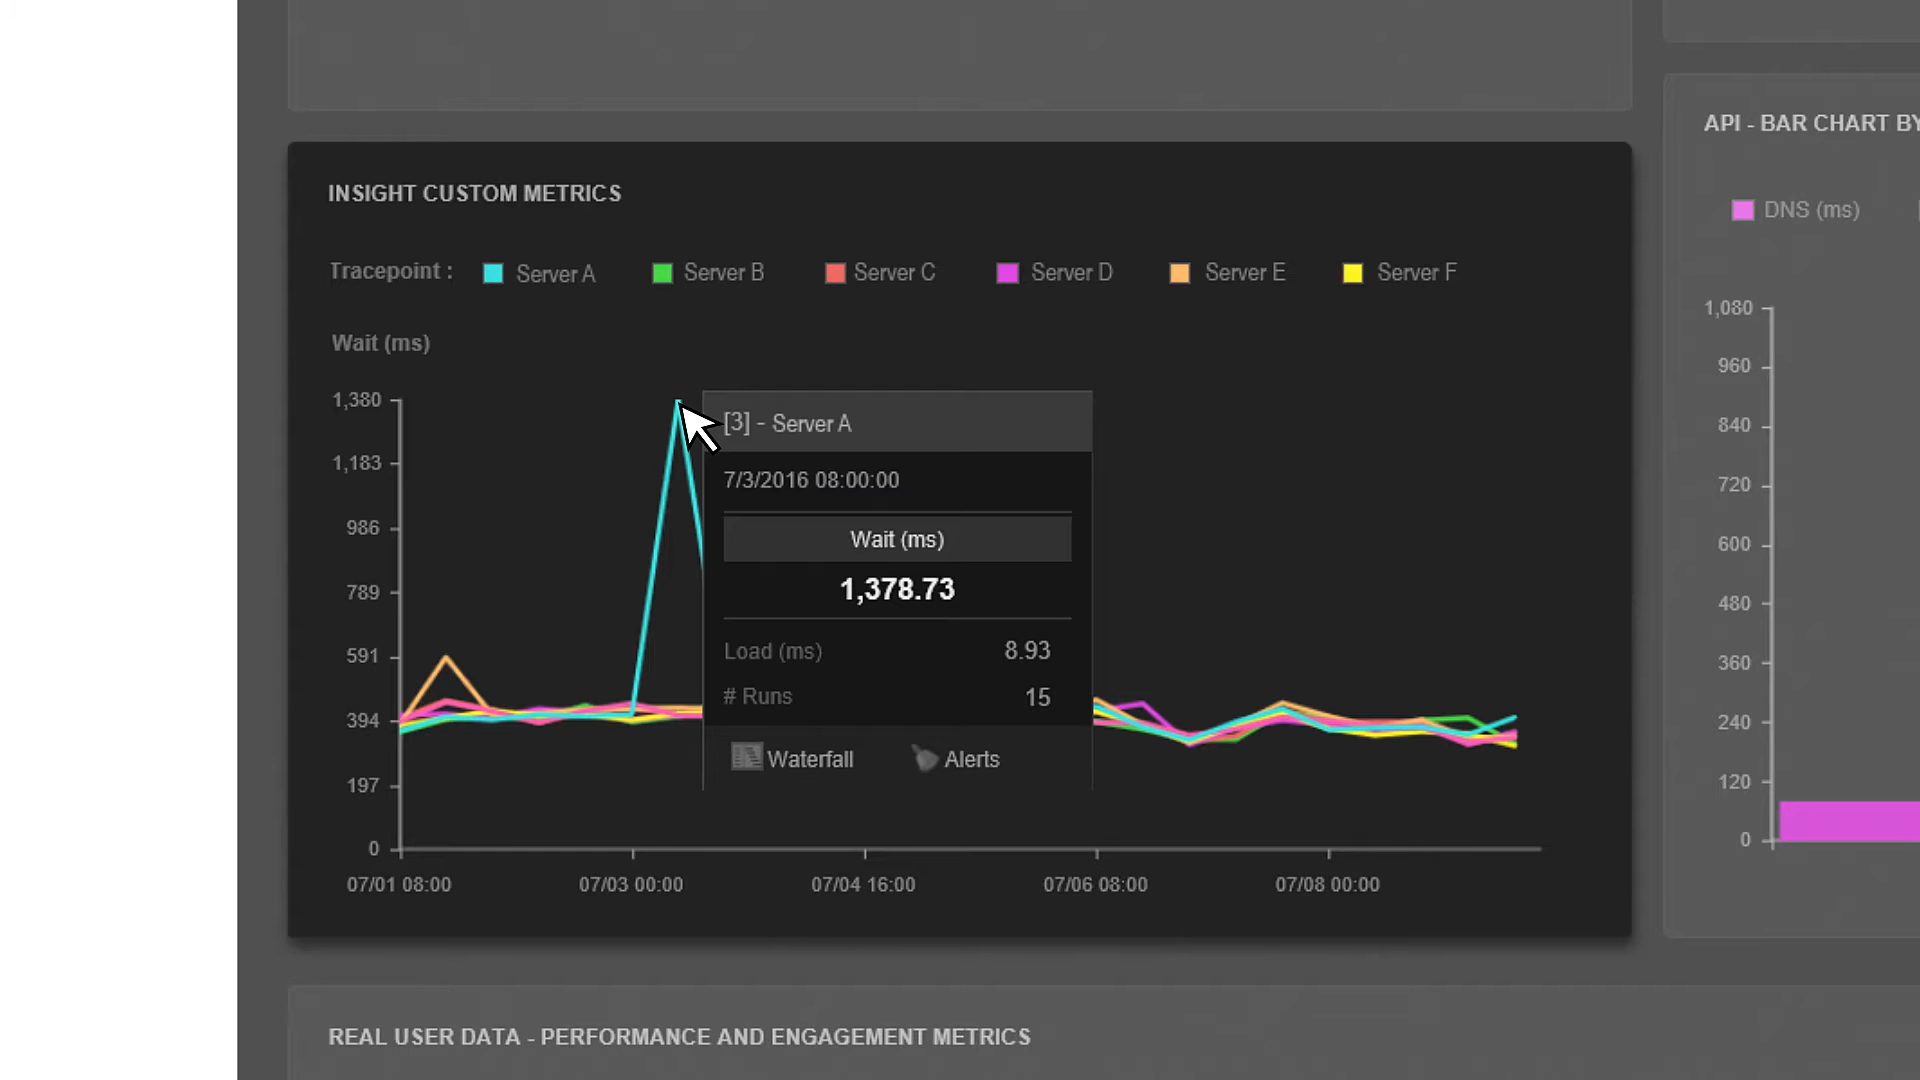 INSIGHT CUSTOM METRICS
Tracepoint : Server A Server B Server C Server D Server E Server F
Wait (ms)
1,380
1,183
986
789
591
394
197
0
07/01 08:00 07/03 00:00 07/04 16:00 07/06 08:00 07/08 00:00
[3] - Server A
7/3/2016 08:00:00
Wait (ms)
1,378.73
Load (ms) 8.93
# Runs 15
Waterfall Alerts
API - BAR CHART BY
DNS (ms)
1,080
960
840
720
600
480
360
240
120
0
REAL USER DATA - PERFORMANCE AND ENGAGEMENT METRICS